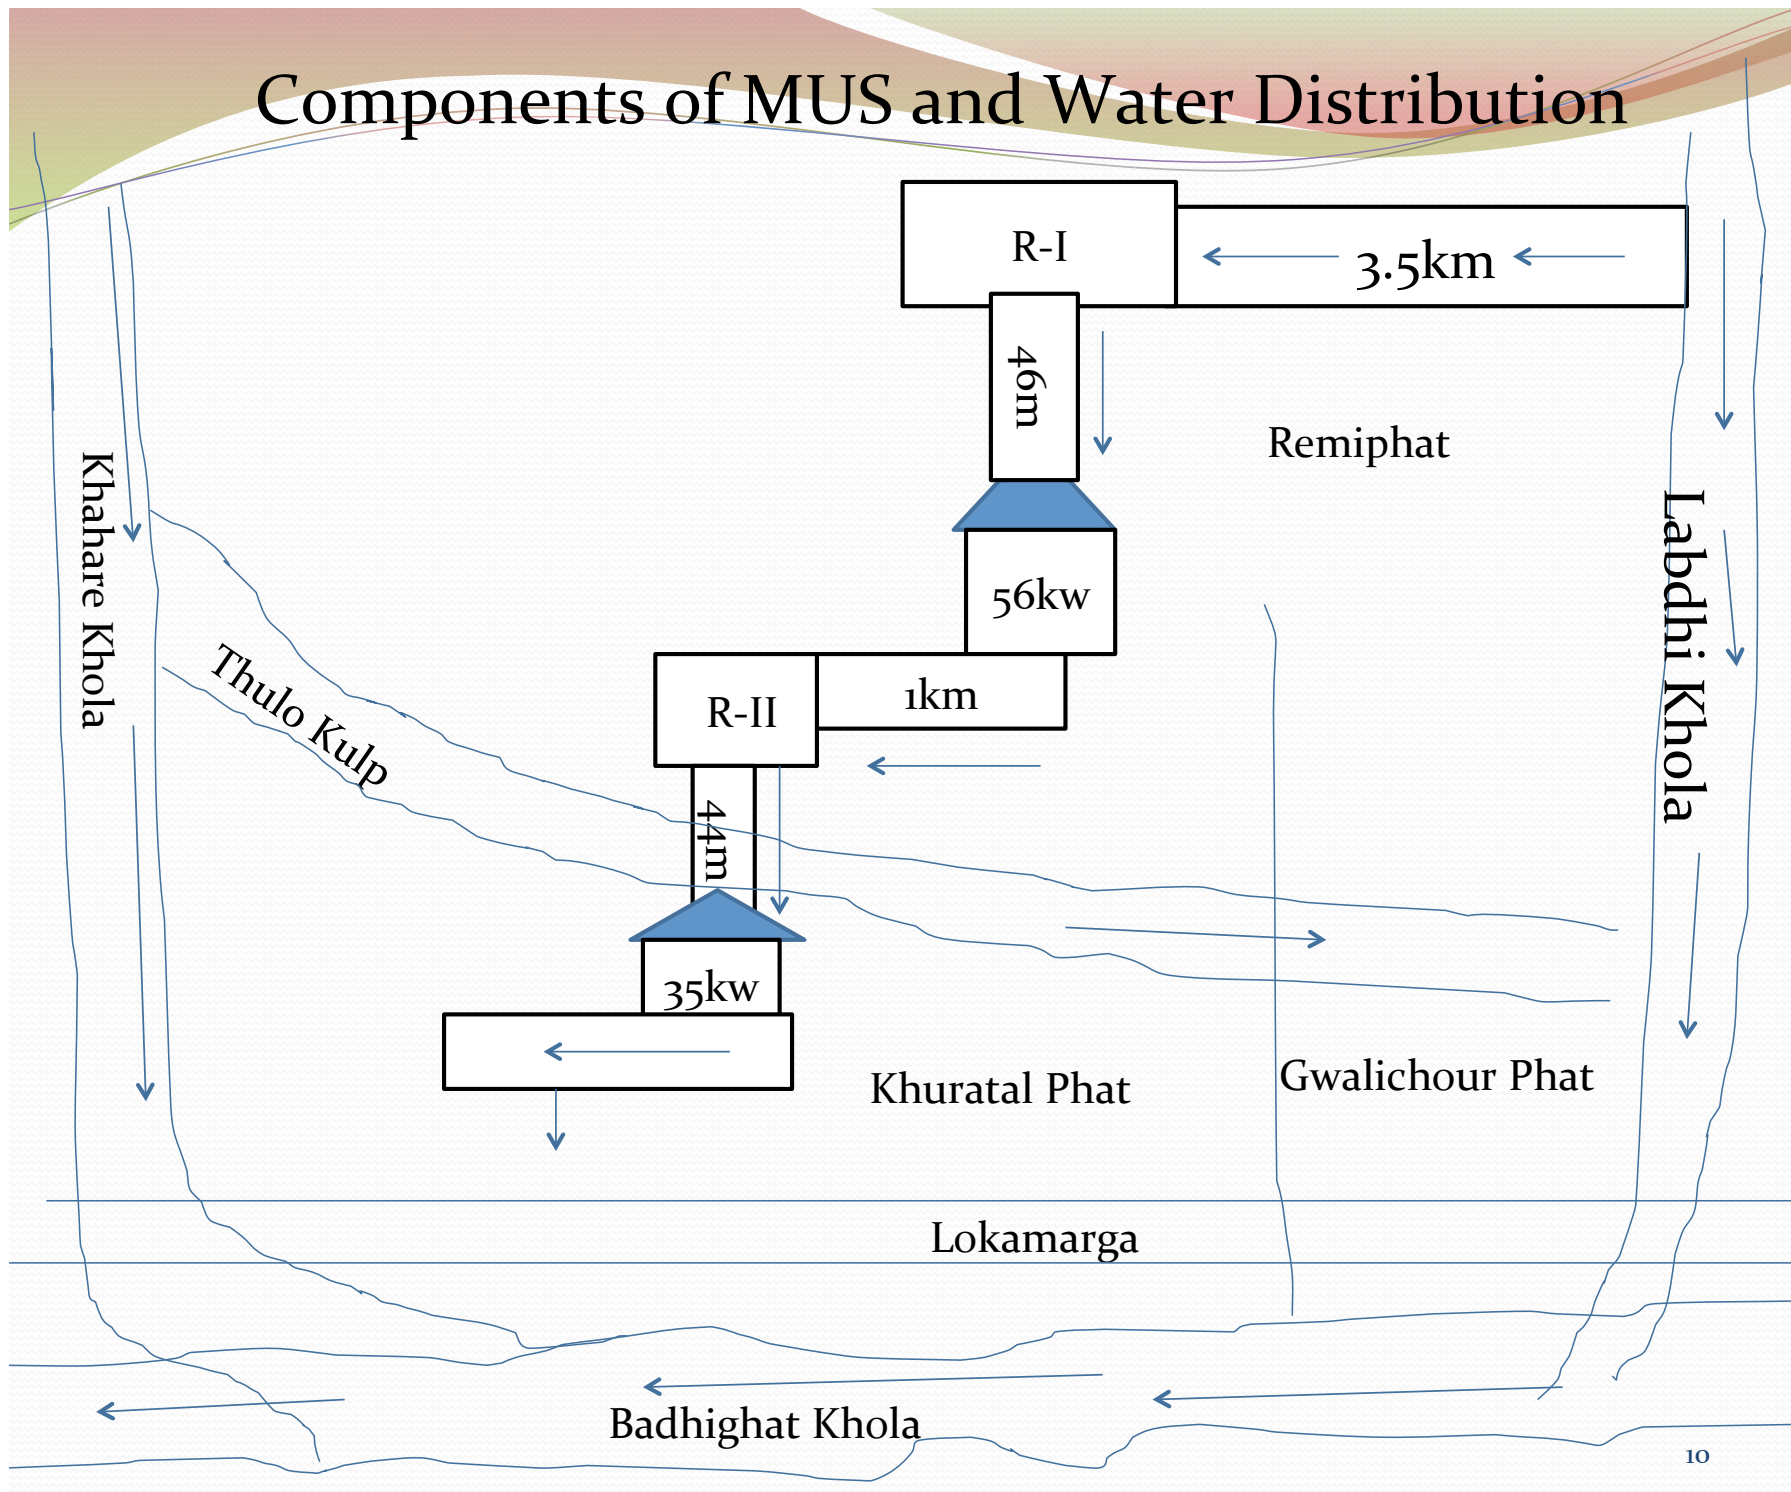 Components of MUS and Water Distribution
R-I
3.5km
46m
Remiphat
Khahare Khola
Labdhi Khola
56kw
Thulo Kulp
R-II
1km
44m
35kw
Khuratal Phat
Gwalichour Phat
Lokamarga
Badhighat Khola
10